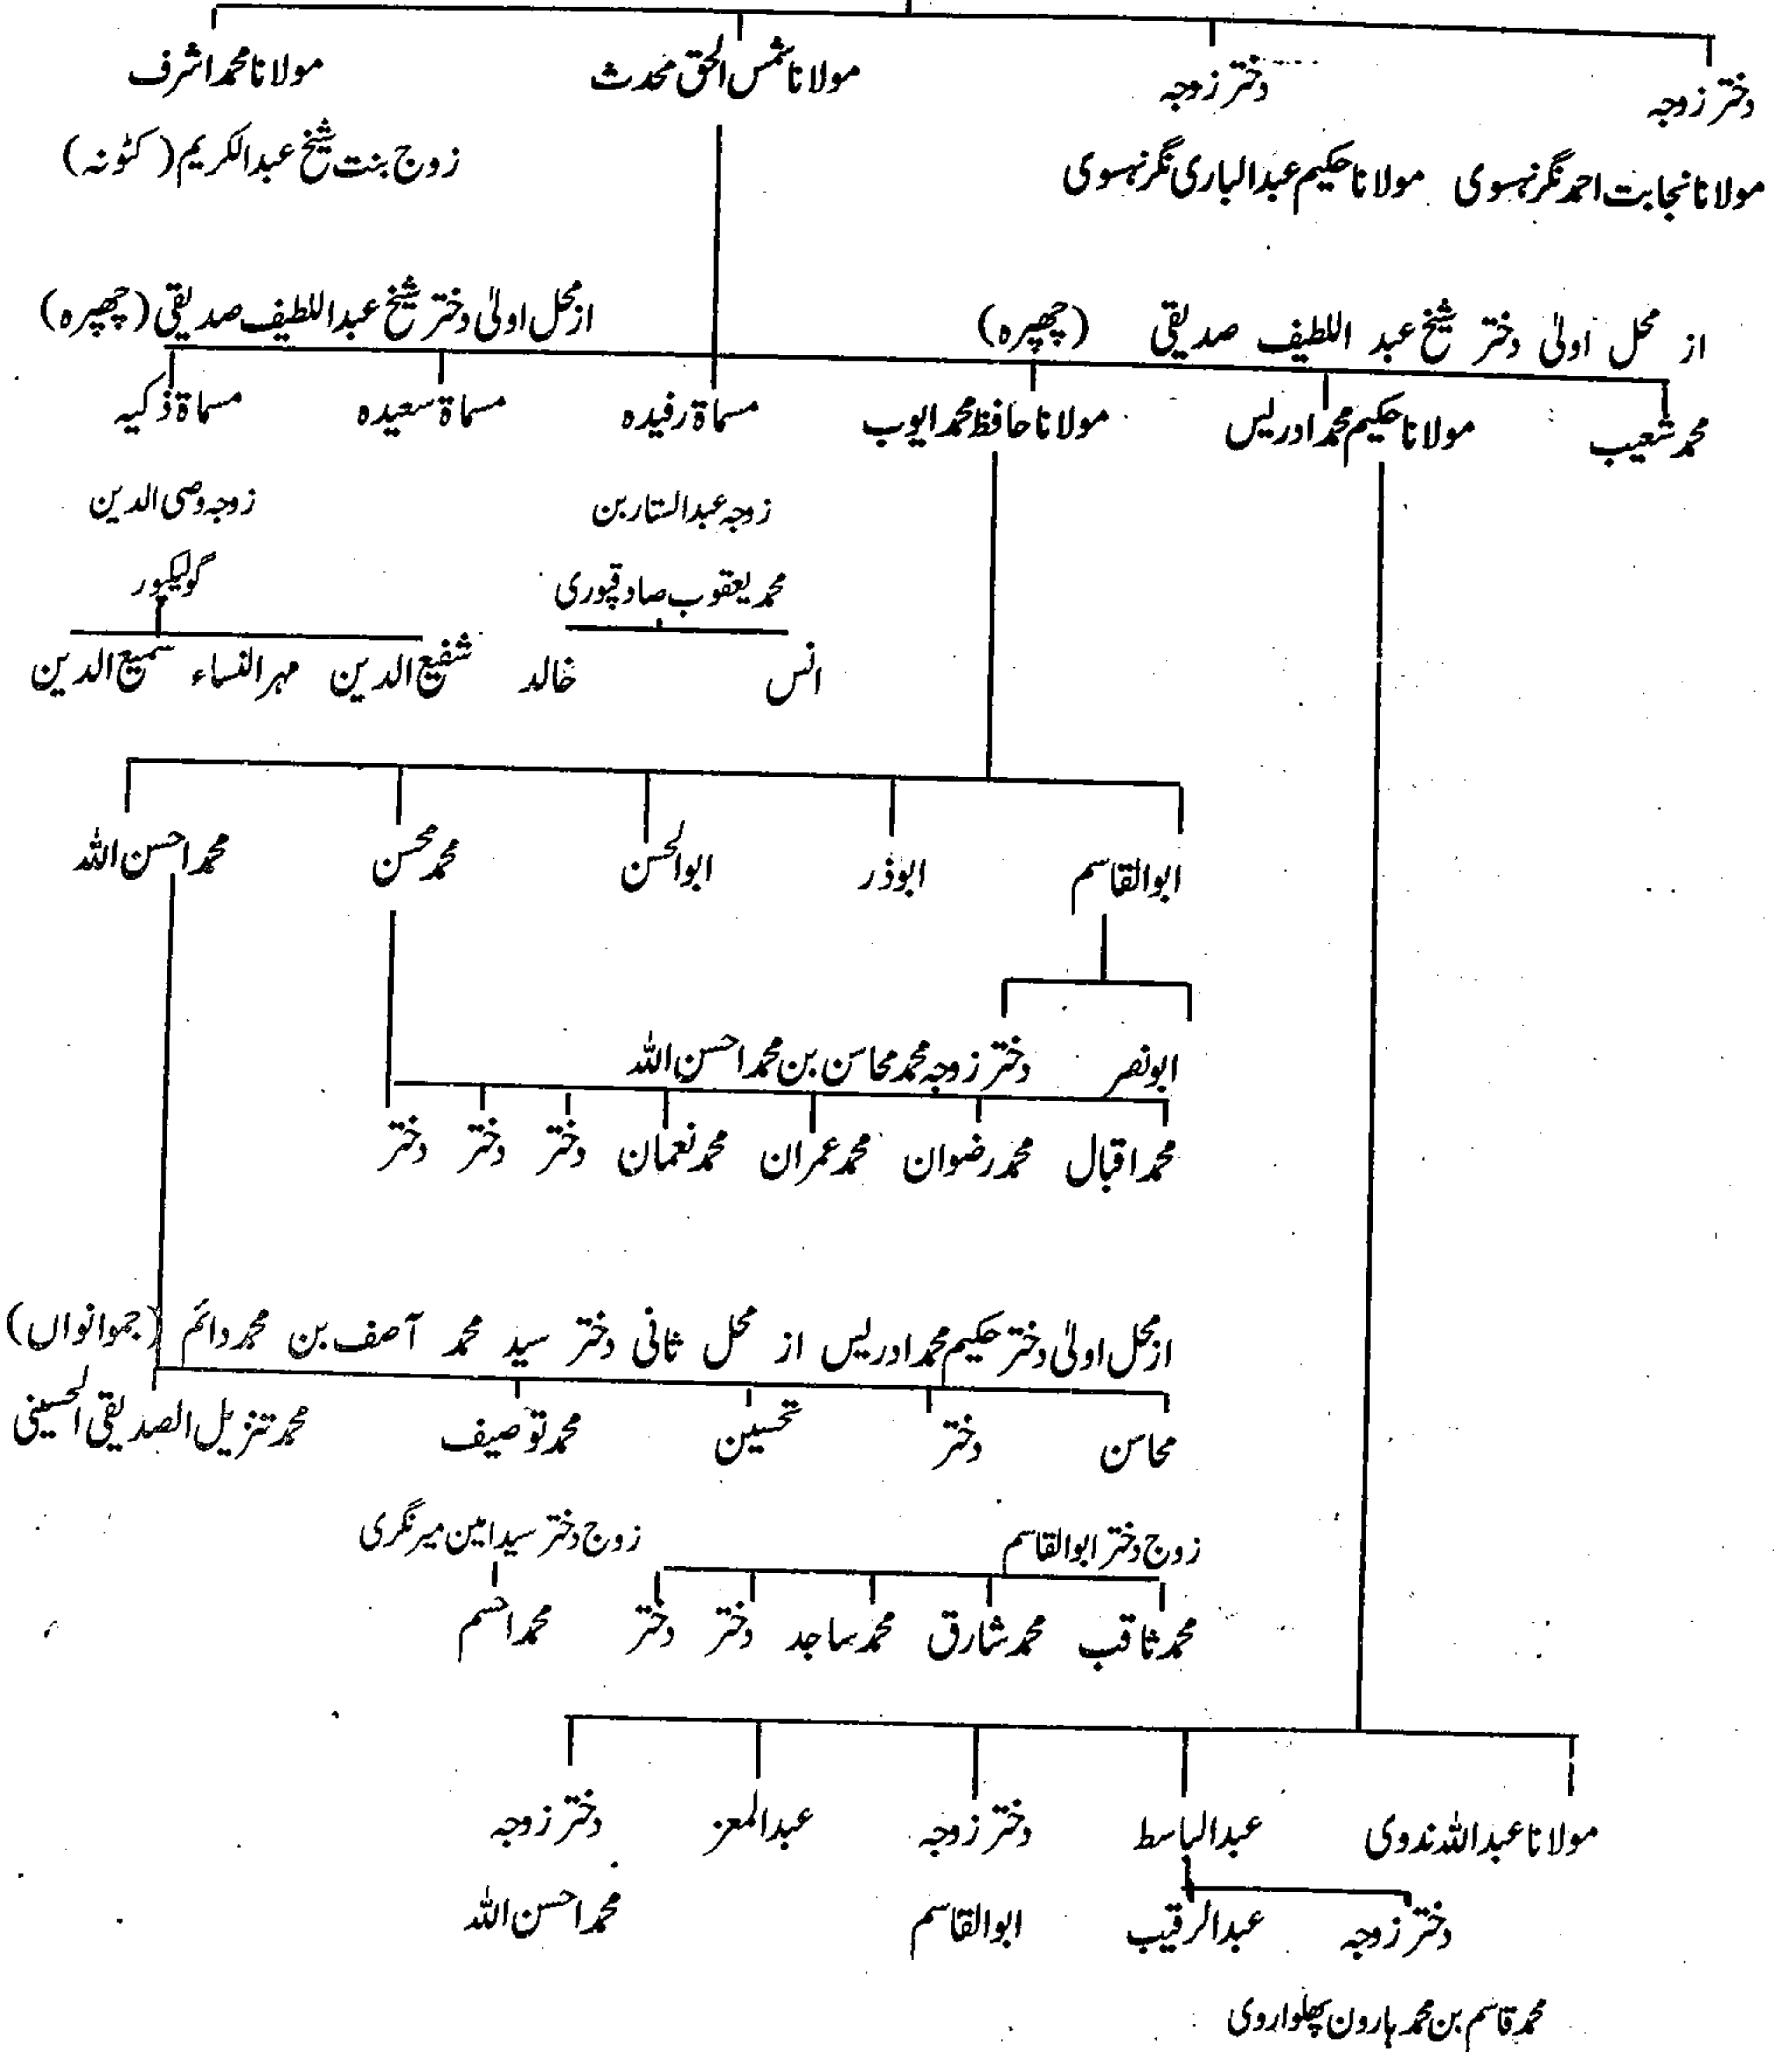 دختر زوجہ دختر زوجہ مولانا شمس الحق محدث مولانا محمد اشرف
مولانا نجابت احمد نگرنہسوی مولانا حکیم عبدالباری نگرنہسوی زوج بنت شیخ عبدالکریم (کٹونہ)
از محل اولیٰ دختر شیخ عبد اللطیف صدیقی (چھپرہ) از محل اولیٰ دختر شیخ عبداللطیف صدیقی (چھپرہ)
محمد شعیب مولانا حکیم محمد ادریس مولانا حافظ محمد ایوب مسماۃ رفیدہ مسماۃ سعیدہ مسماۃ ذکیہ
زوجہ عبدالستار بن زوجہ وصی الدین
محمد یعقوب صادقپوری گولکپور
انس خالد شفیع الدین مہر النساء سمیع الدین
ابوالقاسم ابوذر ابوالحسن محمد محسن محمد احسن اللہ
ابونصر دختر زوجہ محمد محاسن بن محمد احسن اللہ
محمد اقبال محمد رضوان محمد عمران محمد نعمان دختر دختر دختر
از محل اولیٰ دختر حکیم محمد ادریس از محل ثانی دختر سید محمد آصف بن محمد دائم (جموانواں)
محاسن دختر تحسین محمد توصیف محمد تنزیل الصدیقی الحسینی
زوج دختر ابوالقاسم زوج دختر سید امین میرنگری
محمد ثاقب محمد شارق محمد ساجد دختر دختر محمد احسم
مولانا عبداللہ ندوی عبدالباسط دختر زوجہ عبدالمعز دختر زوجہ
دختر زوجہ عبدالرقیب ابوالقاسم محمد احسن اللہ
محمد قاسم بن محمد ہارون پھلواروی